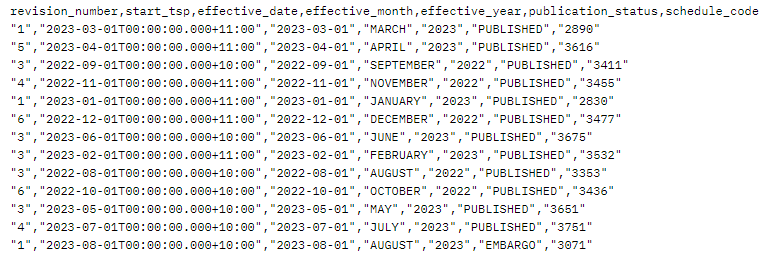 revision_number,start_tsp,effective_date,effective_month,effective_year,publication_status,schedule_code
"1","2023-03-01T00:00:00.000+11:00","2023-03-01","MARCH","2023","PUBLISHED","2890"
"5","2023-04-01T00:00:00.000+11:00","2023-04-01","APRIL","2023","PUBLISHED","3616"
"3","2022-09-01T00:00:00.000+10:00","2022-09-01","SEPTEMBER","2022","PUBLISHED","3411"
"4","2022-11-01T00:00:00.000+11:00","2022-11-01","NOVEMBER","2022","PUBLISHED","3455"
"1","2023-01-01T00:00:00.000+11:00","2023-01-01","JANUARY","2023","PUBLISHED","2830"
"6","2022-12-01T00:00:00.000+11:00","2022-12-01","DECEMBER","2022","PUBLISHED","3477"
"3","2023-06-01T00:00:00.000+10:00","2023-06-01","JUNE","2023","PUBLISHED","3675"
"3","2023-02-01T00:00:00.000+11:00","2023-02-01","FEBRUARY","2023","PUBLISHED","3532"
"3","2022-08-01T00:00:00.000+10:00","2022-08-01","AUGUST","2022","PUBLISHED","3353"
"6","2022-10-01T00:00:00.000+10:00","2022-10-01","OCTOBER","2022","PUBLISHED","3436"
"3","2023-05-01T00:00:00.000+10:00","2023-05-01","MAY","2023","PUBLISHED","3651"
"4","2023-07-01T00:00:00.000+10:00","2023-07-01","JULY","2023","PUBLISHED","3751"
"1","2023-08-01T00:00:00.000+10:00","2023-08-01","AUGUST","2023","EMBARGO","3071"